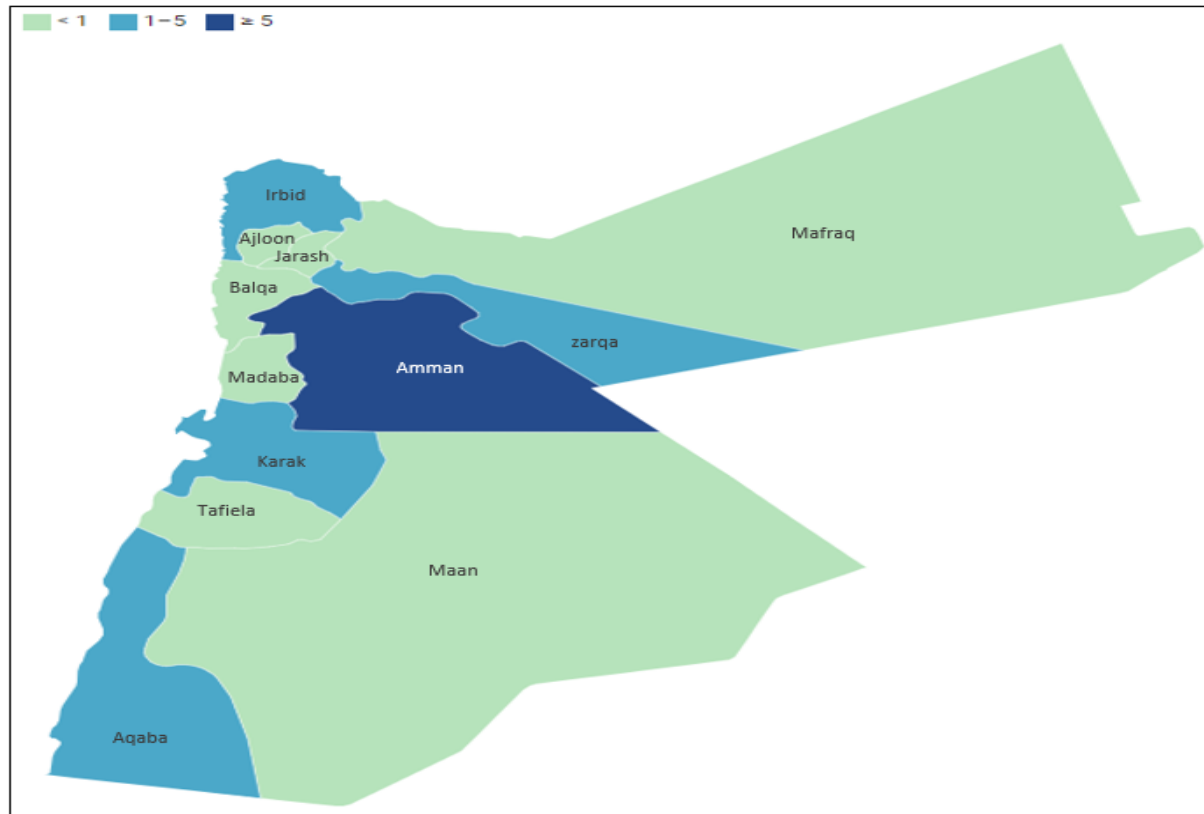 < 1 1–5 ≥ 5
Irbid
Mafraq
Ajloon
Jarash
Balqa
zarqa
Amman
Madaba
Karak
Tafiela
Maan
Aqaba